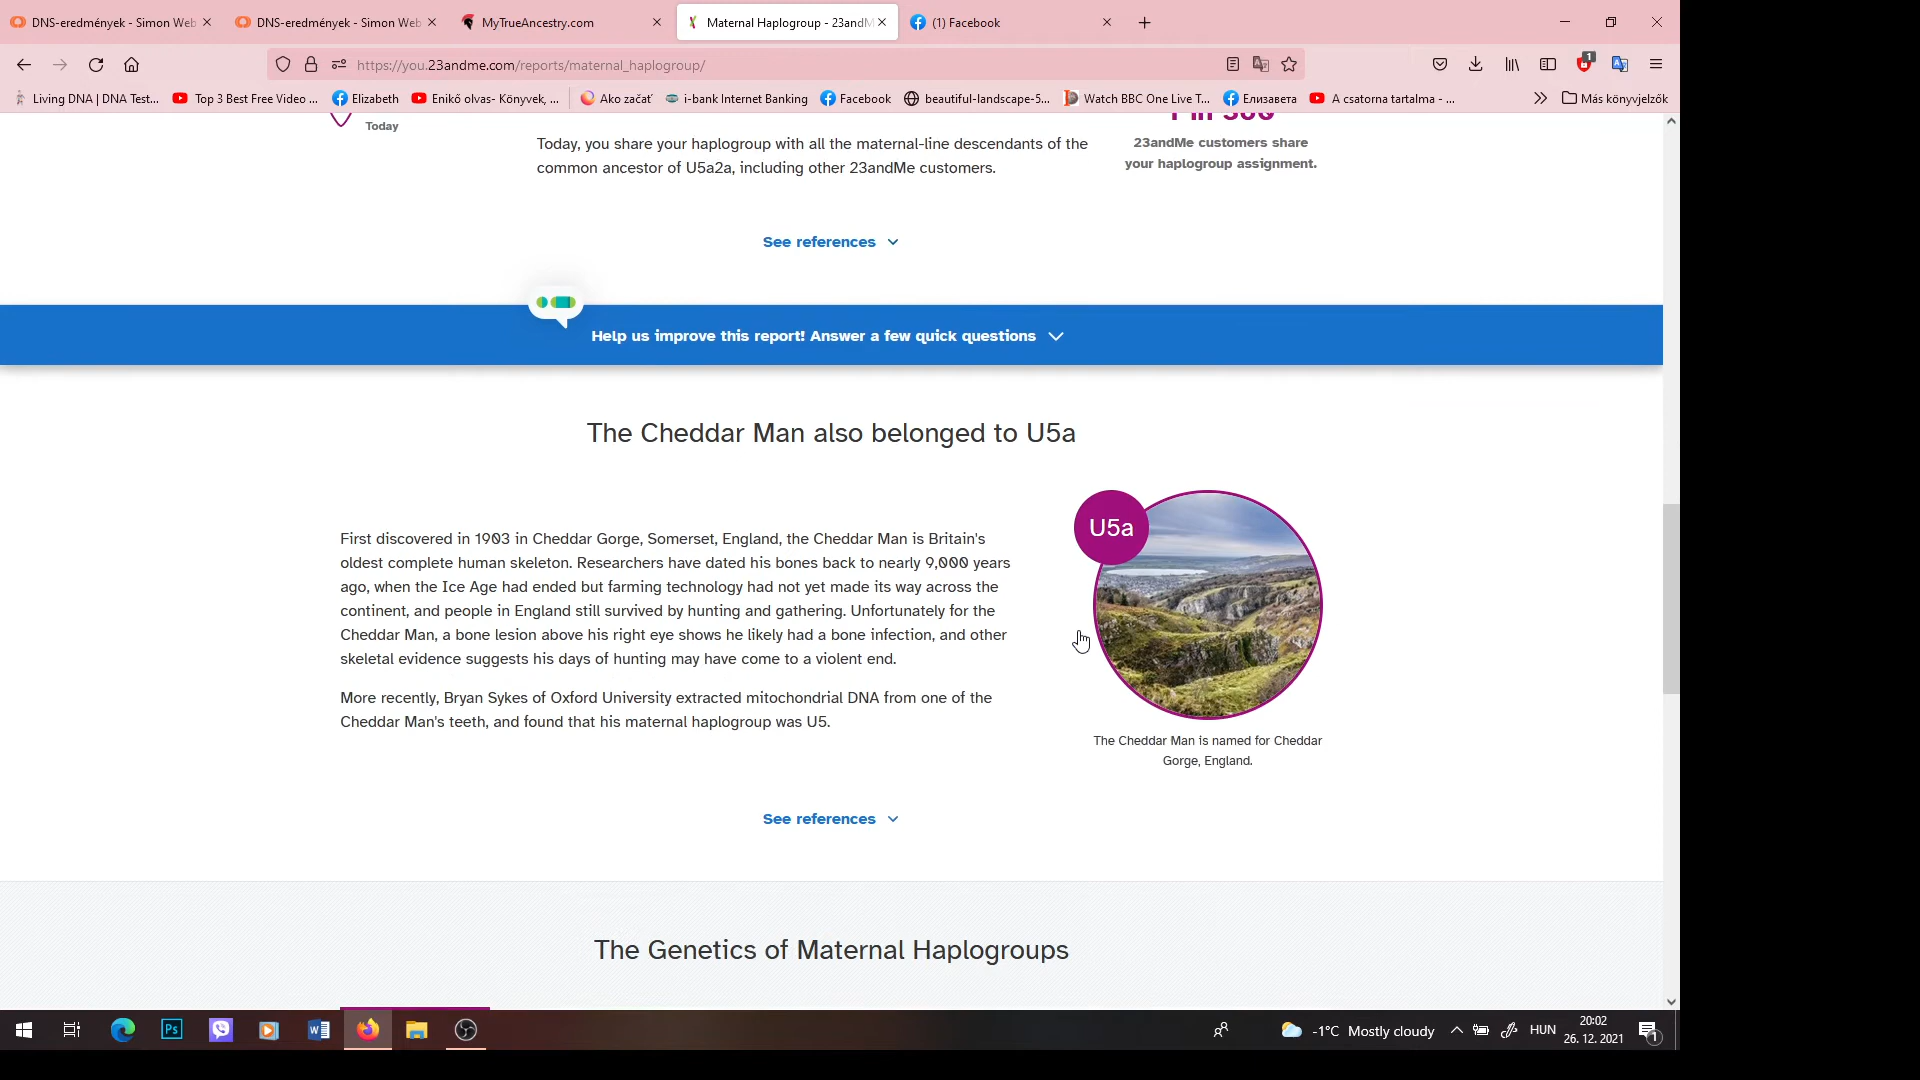 DNS-eredmények - Simon Web
DNS-eredmények - Simon Web
MyTrueAncestry.com
Maternal Haplogroup - 23andM
(1) Facebook
https://you.23andme.com/reports/maternal_haplogroup/
1
Living DNA | DNA Test...
Top 3 Best Free Video ...
Elizabeth
Enikő olvas- Könyvek, ...
Ako začať
i-bank Internet Banking
Facebook
beautiful-landscape-5...
Watch BBC One Live T...
Елизавета
A csatorna tartalma - ...
Más könyvjelzők
Today
Today, you share your haplogroup with all the maternal-line descendants of the
common ancestor of U5a2a, including other 23andMe customers.
23andMe customers share
your haplogroup assignment.
See references
Help us improve this report! Answer a few quick questions
The Cheddar Man also belonged to U5a
First discovered in 1903 in Cheddar Gorge, Somerset, England, the Cheddar Man is Britain's
oldest complete human skeleton. Researchers have dated his bones back to nearly 9,000 years
ago, when the Ice Age had ended but farming technology had not yet made its way across the
continent, and people in England still survived by hunting and gathering. Unfortunately for the
Cheddar Man, a bone lesion above his right eye shows he likely had a bone infection, and other
skeletal evidence suggests his days of hunting may have come to a violent end.
More recently, Bryan Sykes of Oxford University extracted mitochondrial DNA from one of the
Cheddar Man's teeth, and found that his maternal haplogroup was U5.
U5a
The Cheddar Man is named for Cheddar
Gorge, England.
See references
The Genetics of Maternal Haplogroups
Ps
-1°C Mostly cloudy
HUN
20:02
26. 12. 2021
1